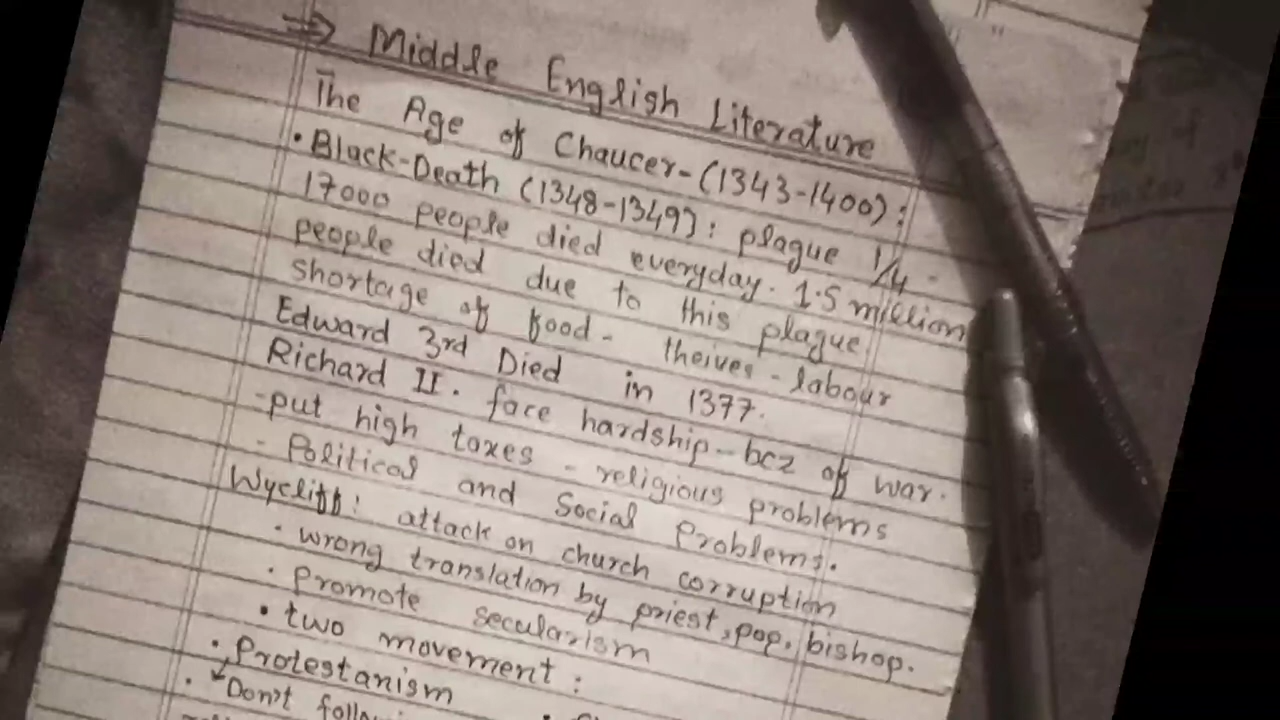 ⇒ Middle English Literature
The Age of Chaucer-(1343-1400):
• Black-Death (1348-1349): plague 1/4 -
17000 people died everyday. 1.5 million
people died due to this plague.
shortage of food - theives - labour
Edward 3rd Died in 1377.
Richard II. face hardship - bcz of war.
-put high taxes - religious problems
- Political and Social Problems.
Wycliff: attack on church corruption
• wrong translation by priest, pop, bishop.
• promote secularism
• two movement:
• Protestanism
• Don't